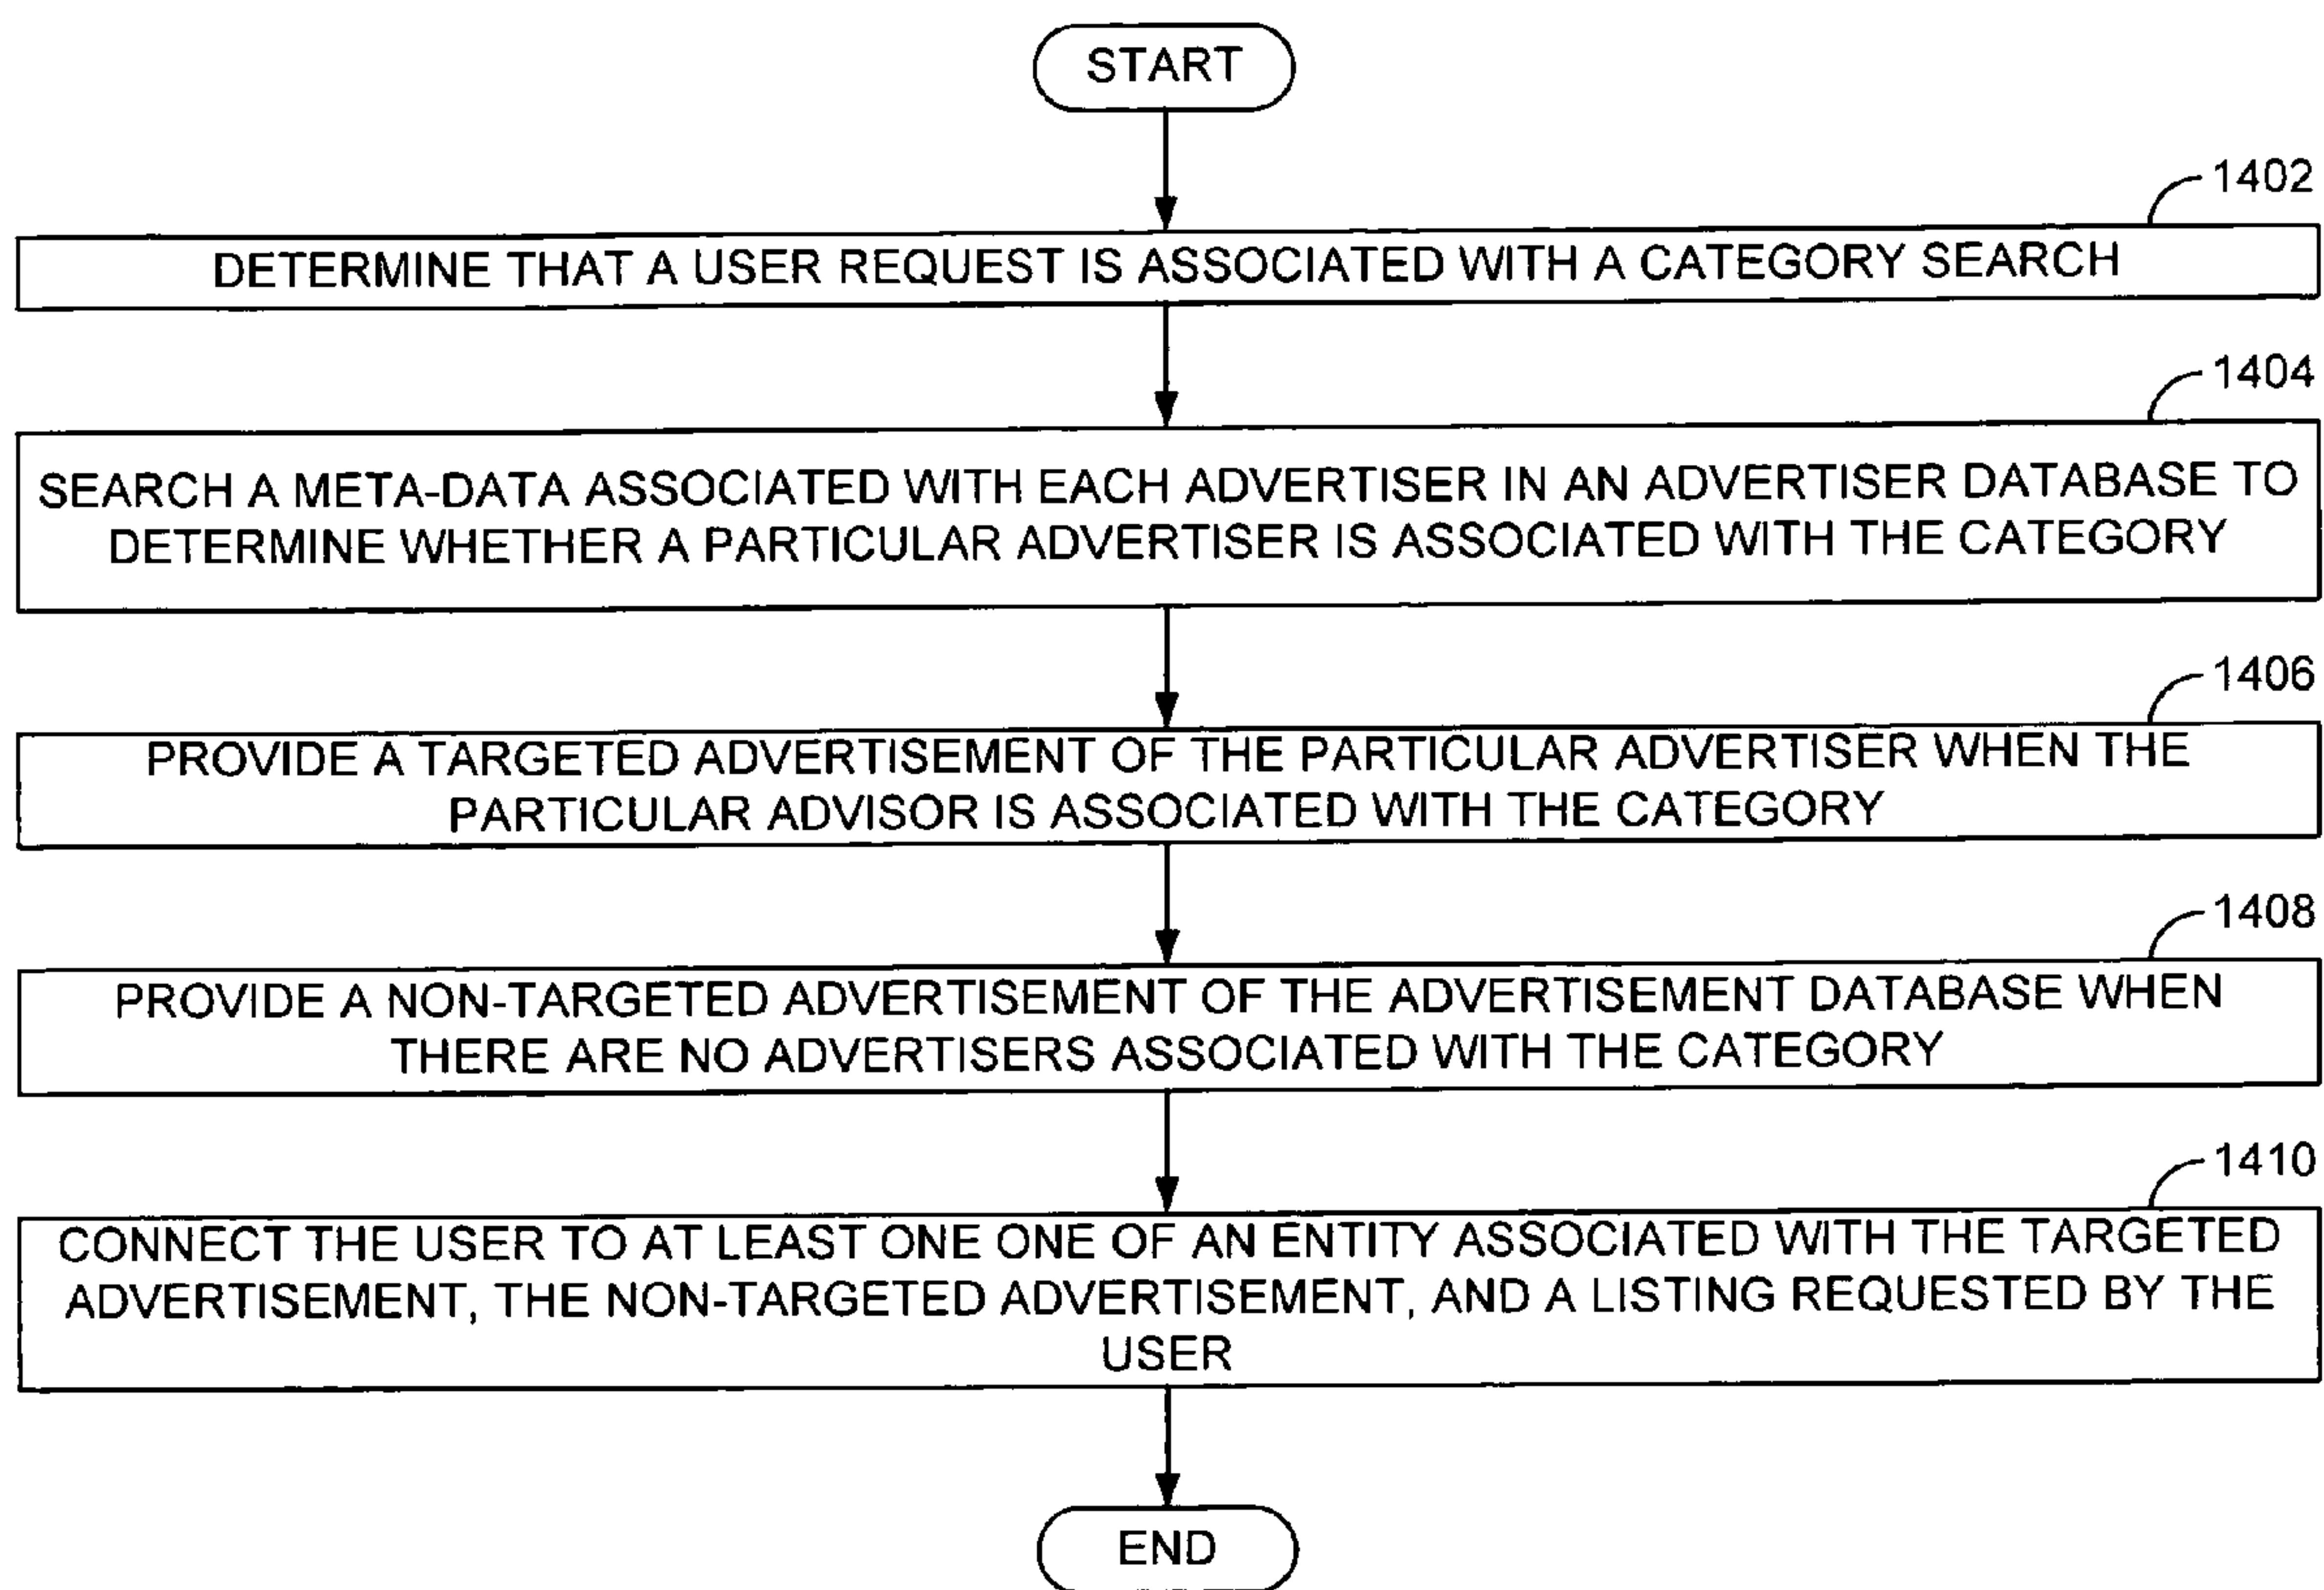 START
1402
DETERMINE THAT A USER REQUEST IS ASSOCIATED WITH A CATEGORY SEARCH
1404
SEARCH A META-DATA ASSOCIATED WITH EACH ADVERTISER IN AN ADVERTISER DATABASE TO
DETERMINE WHETHER A PARTICULAR ADVERTISER IS ASSOCIATED WITH THE CATEGORY
1406
PROVIDE A TARGETED ADVERTISEMENT OF THE PARTICULAR ADVERTISER WHEN THE
PARTICULAR ADVISOR IS ASSOCIATED WITH THE CATEGORY
1408
PROVIDE A NON-TARGETED ADVERTISEMENT OF THE ADVERTISEMENT DATABASE WHEN
THERE ARE NO ADVERTISERS ASSOCIATED WITH THE CATEGORY
1410
CONNECT THE USER TO AT LEAST ONE ONE OF AN ENTITY ASSOCIATED WITH THE TARGETED
ADVERTISEMENT, THE NON-TARGETED ADVERTISEMENT, AND A LISTING REQUESTED BY THE
USER
END